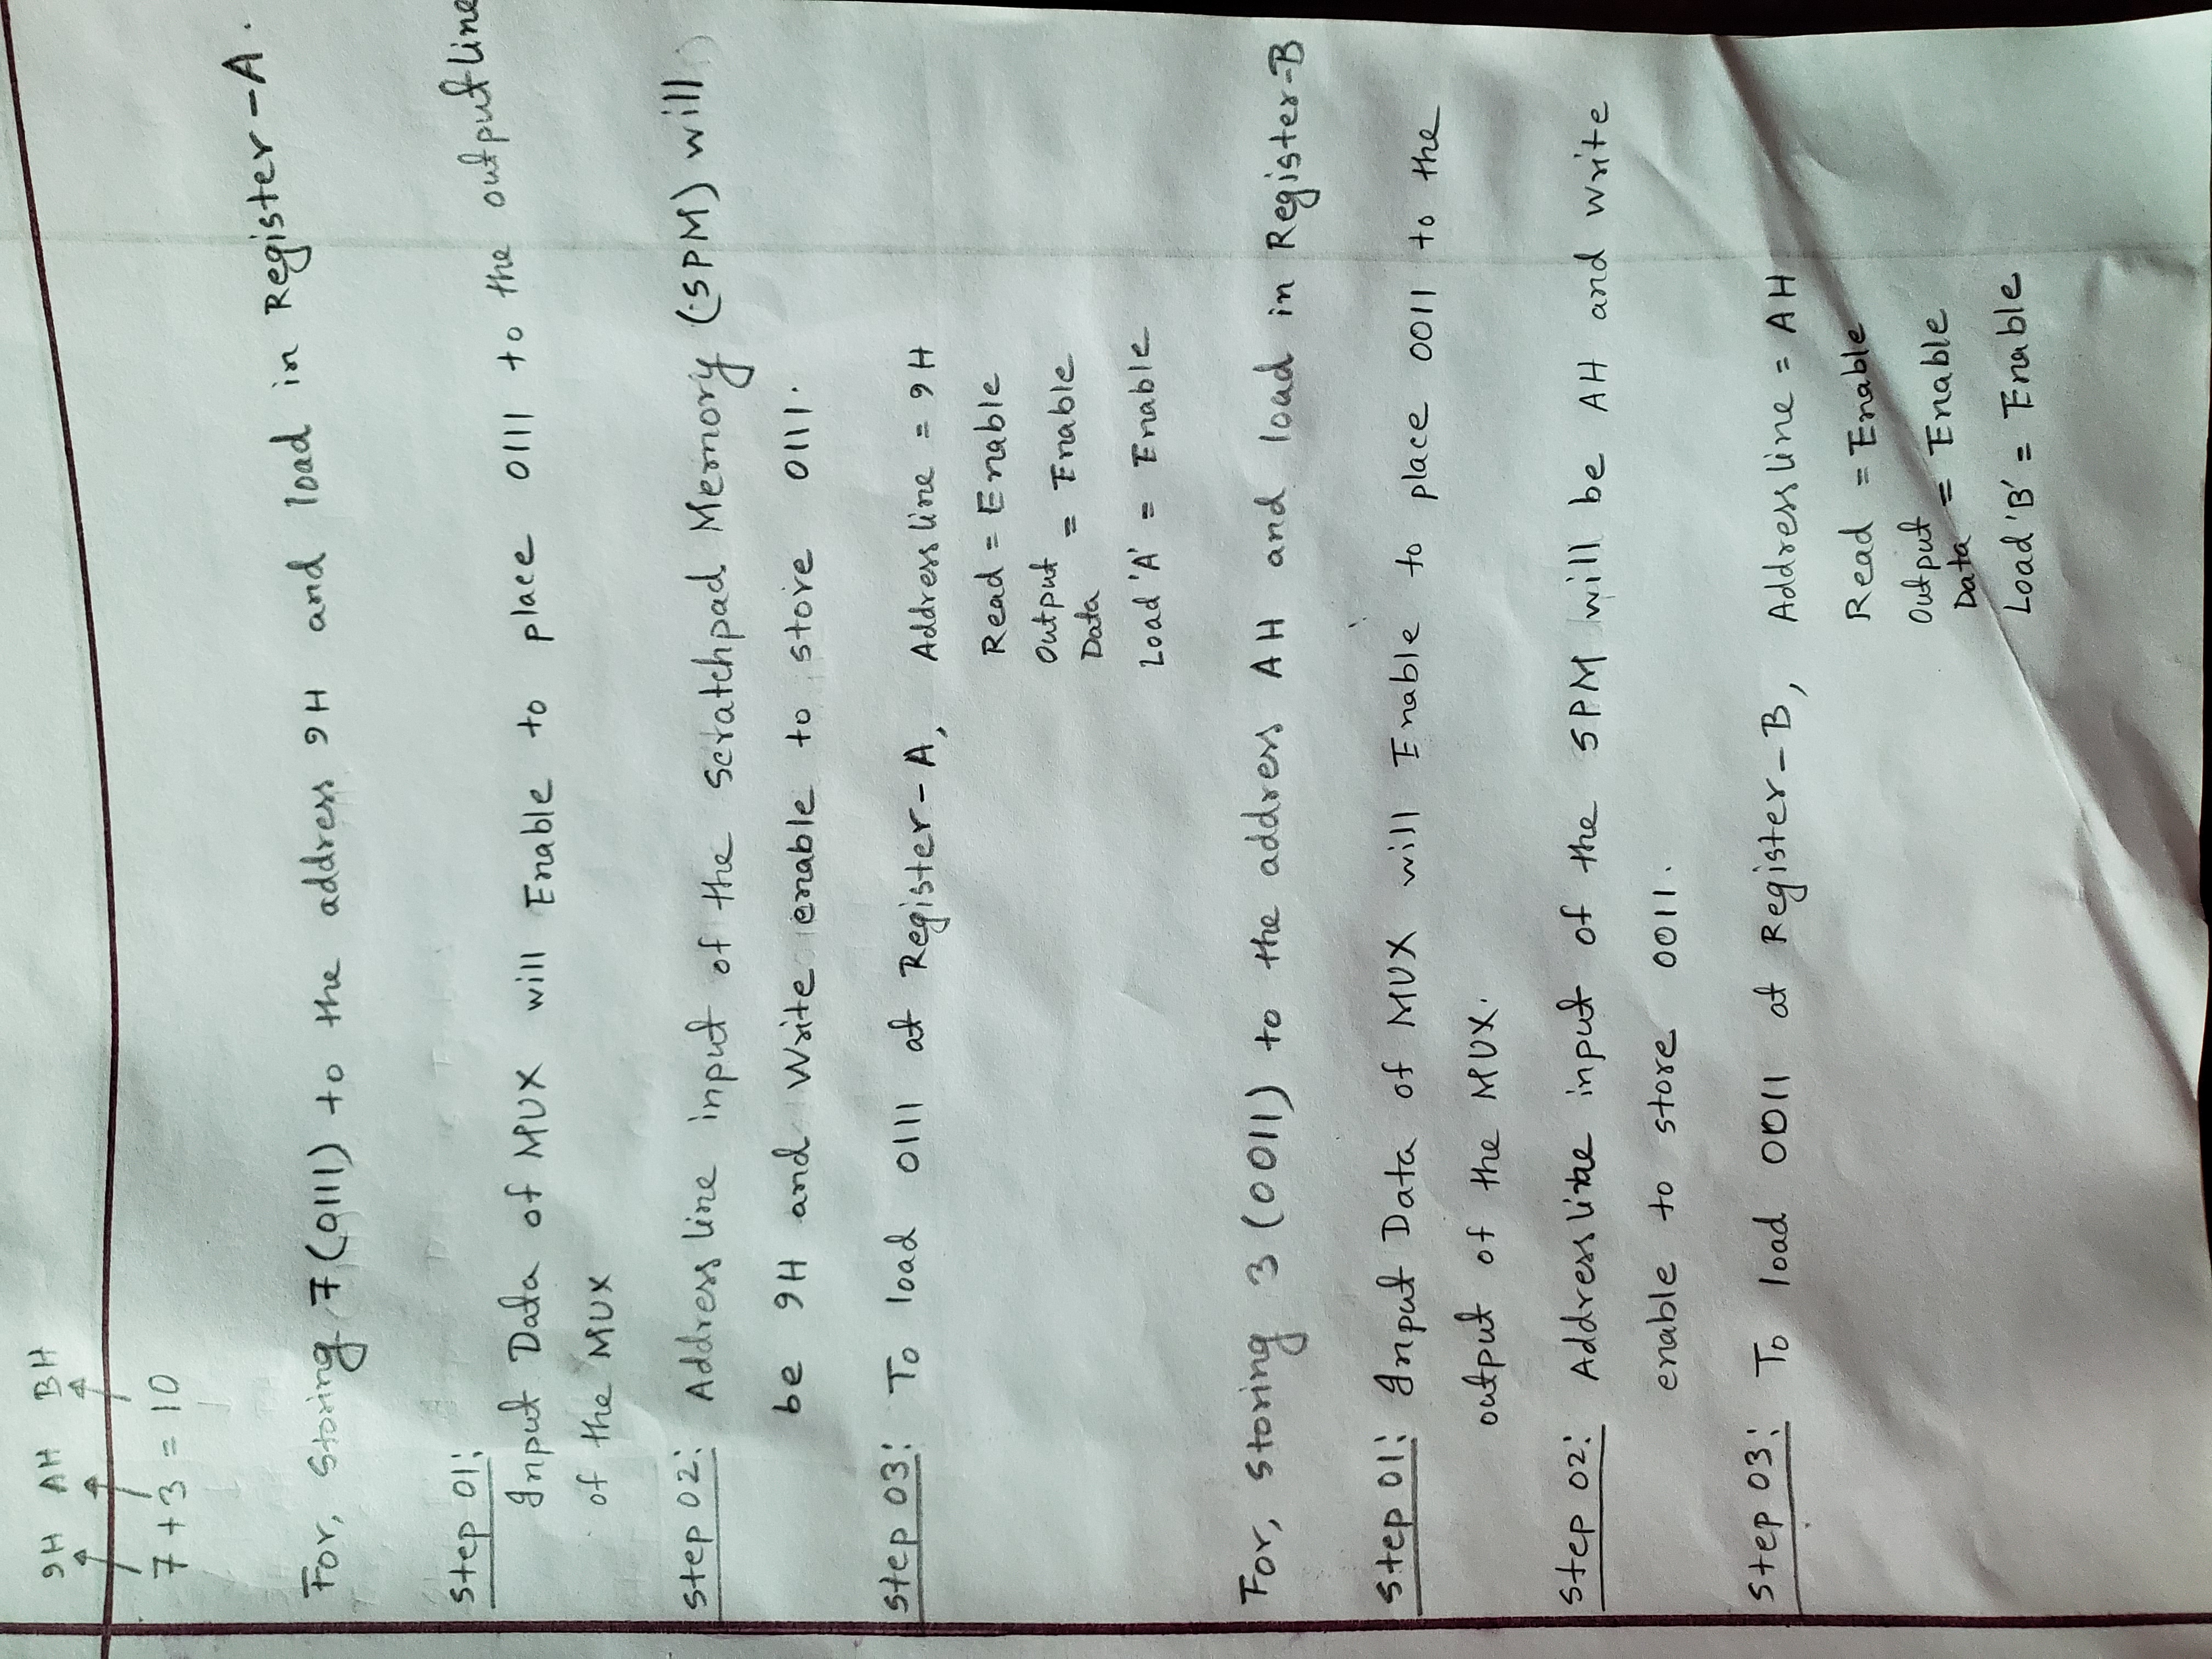 9H AH BH
7 + 3 = 10
For, Storing 7 (0111) to the address 9H and load in Register-A.
Step 01:
Input Data of MUX will Enable to place 0111 to the output line
of the MUX
Step 02: Address line input of the Scratchpad Memory (SPM) will
be 9H and Write enable to store 0111.
Step 03: To load 0111 at Register-A, Address line = 9H
Read = Enable
Output
Data = Enable
Load 'A' = Enable
For, Storing 3 (0011) to the address AH and load in Register-B
Step 01: Input Data of MUX will Enable to place 0011 to the
output of the MUX.
Step 02: Address line input of the SPM will be AH and Write
enable to store 0011.
Step 03: To load 0011 at Register-B, Address line = AH
Read = Enable
Output
Data = Enable
Load 'B' = Enable